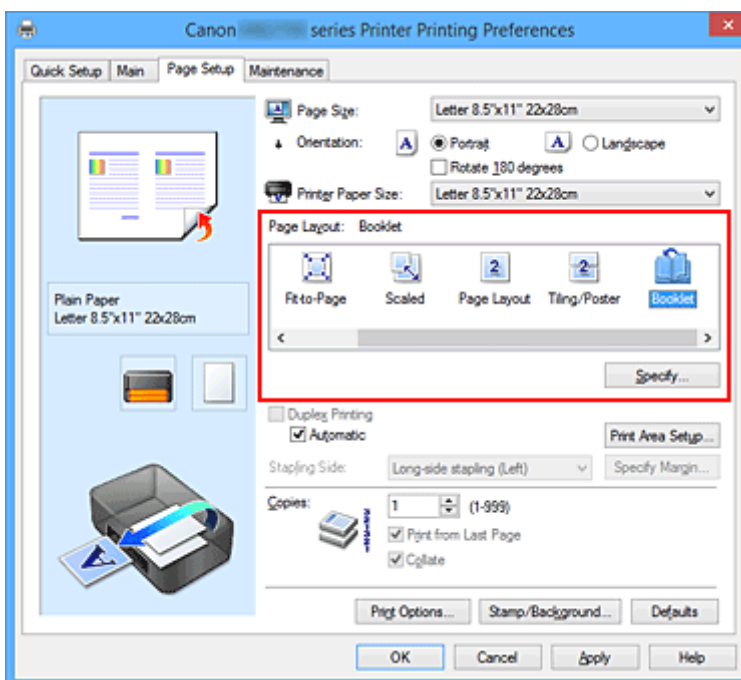 Canon series Printer Printing Preferences
Quick Setup Main Page Setup Maintenance
Page Size: Letter 8.5"x11" 22x28cm
Orientation: A Portrait A Landscape
Rotate 180 degrees
Printer Paper Size: Letter 8.5"x11" 22x28cm
Page Layout: Booklet
2 2
Fit-to-Page Scaled Page Layout Tiling/Poster Booklet
Plain Paper
Letter 8.5"x11" 22x28cm
Specify...
Duplex Printing
Automatic
Print Area Setup...
Stapling Side: Long-side stapling (Left) Specify Margin...
Copies: 1 (1-999)
Print from Last Page
Collate
A
Print Options... Stamp/Background... Defaults
OK Cancel Apply Help